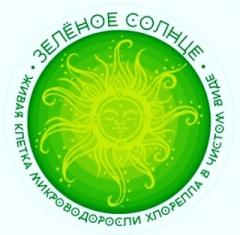 • ЗЕЛЁНОЕ СОЛНЦЕ •
ЖИВАЯ КЛЕТКА МИКРОВОДОРОСЛИ ХЛОРЕЛЛА В ЧИСТОМ ВИДЕ